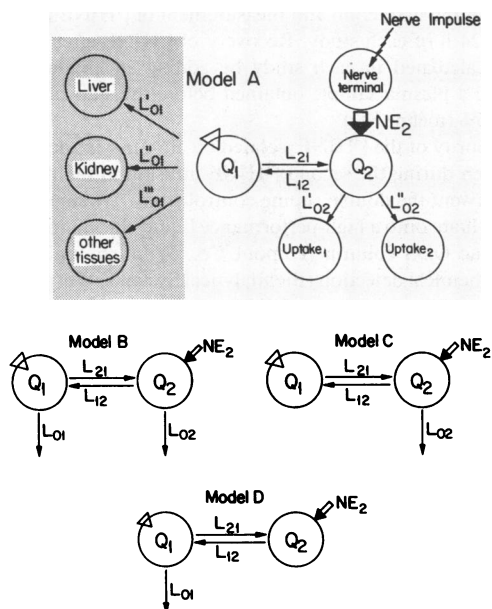 Nerve Impulse
Model A
Liver
Nerve
terminal
L'01
NE2
Kidney
L"01
Q1
L21
L12
Q2
L'"01
L'02
L"02
other
tissues
Uptake1
Uptake2
Model B
Q1
L21
L12
Q2
NE2
L01
L02
Model C
Q1
L21
L12
Q2
NE2
L02
Model D
Q1
L21
L12
Q2
NE2
L01